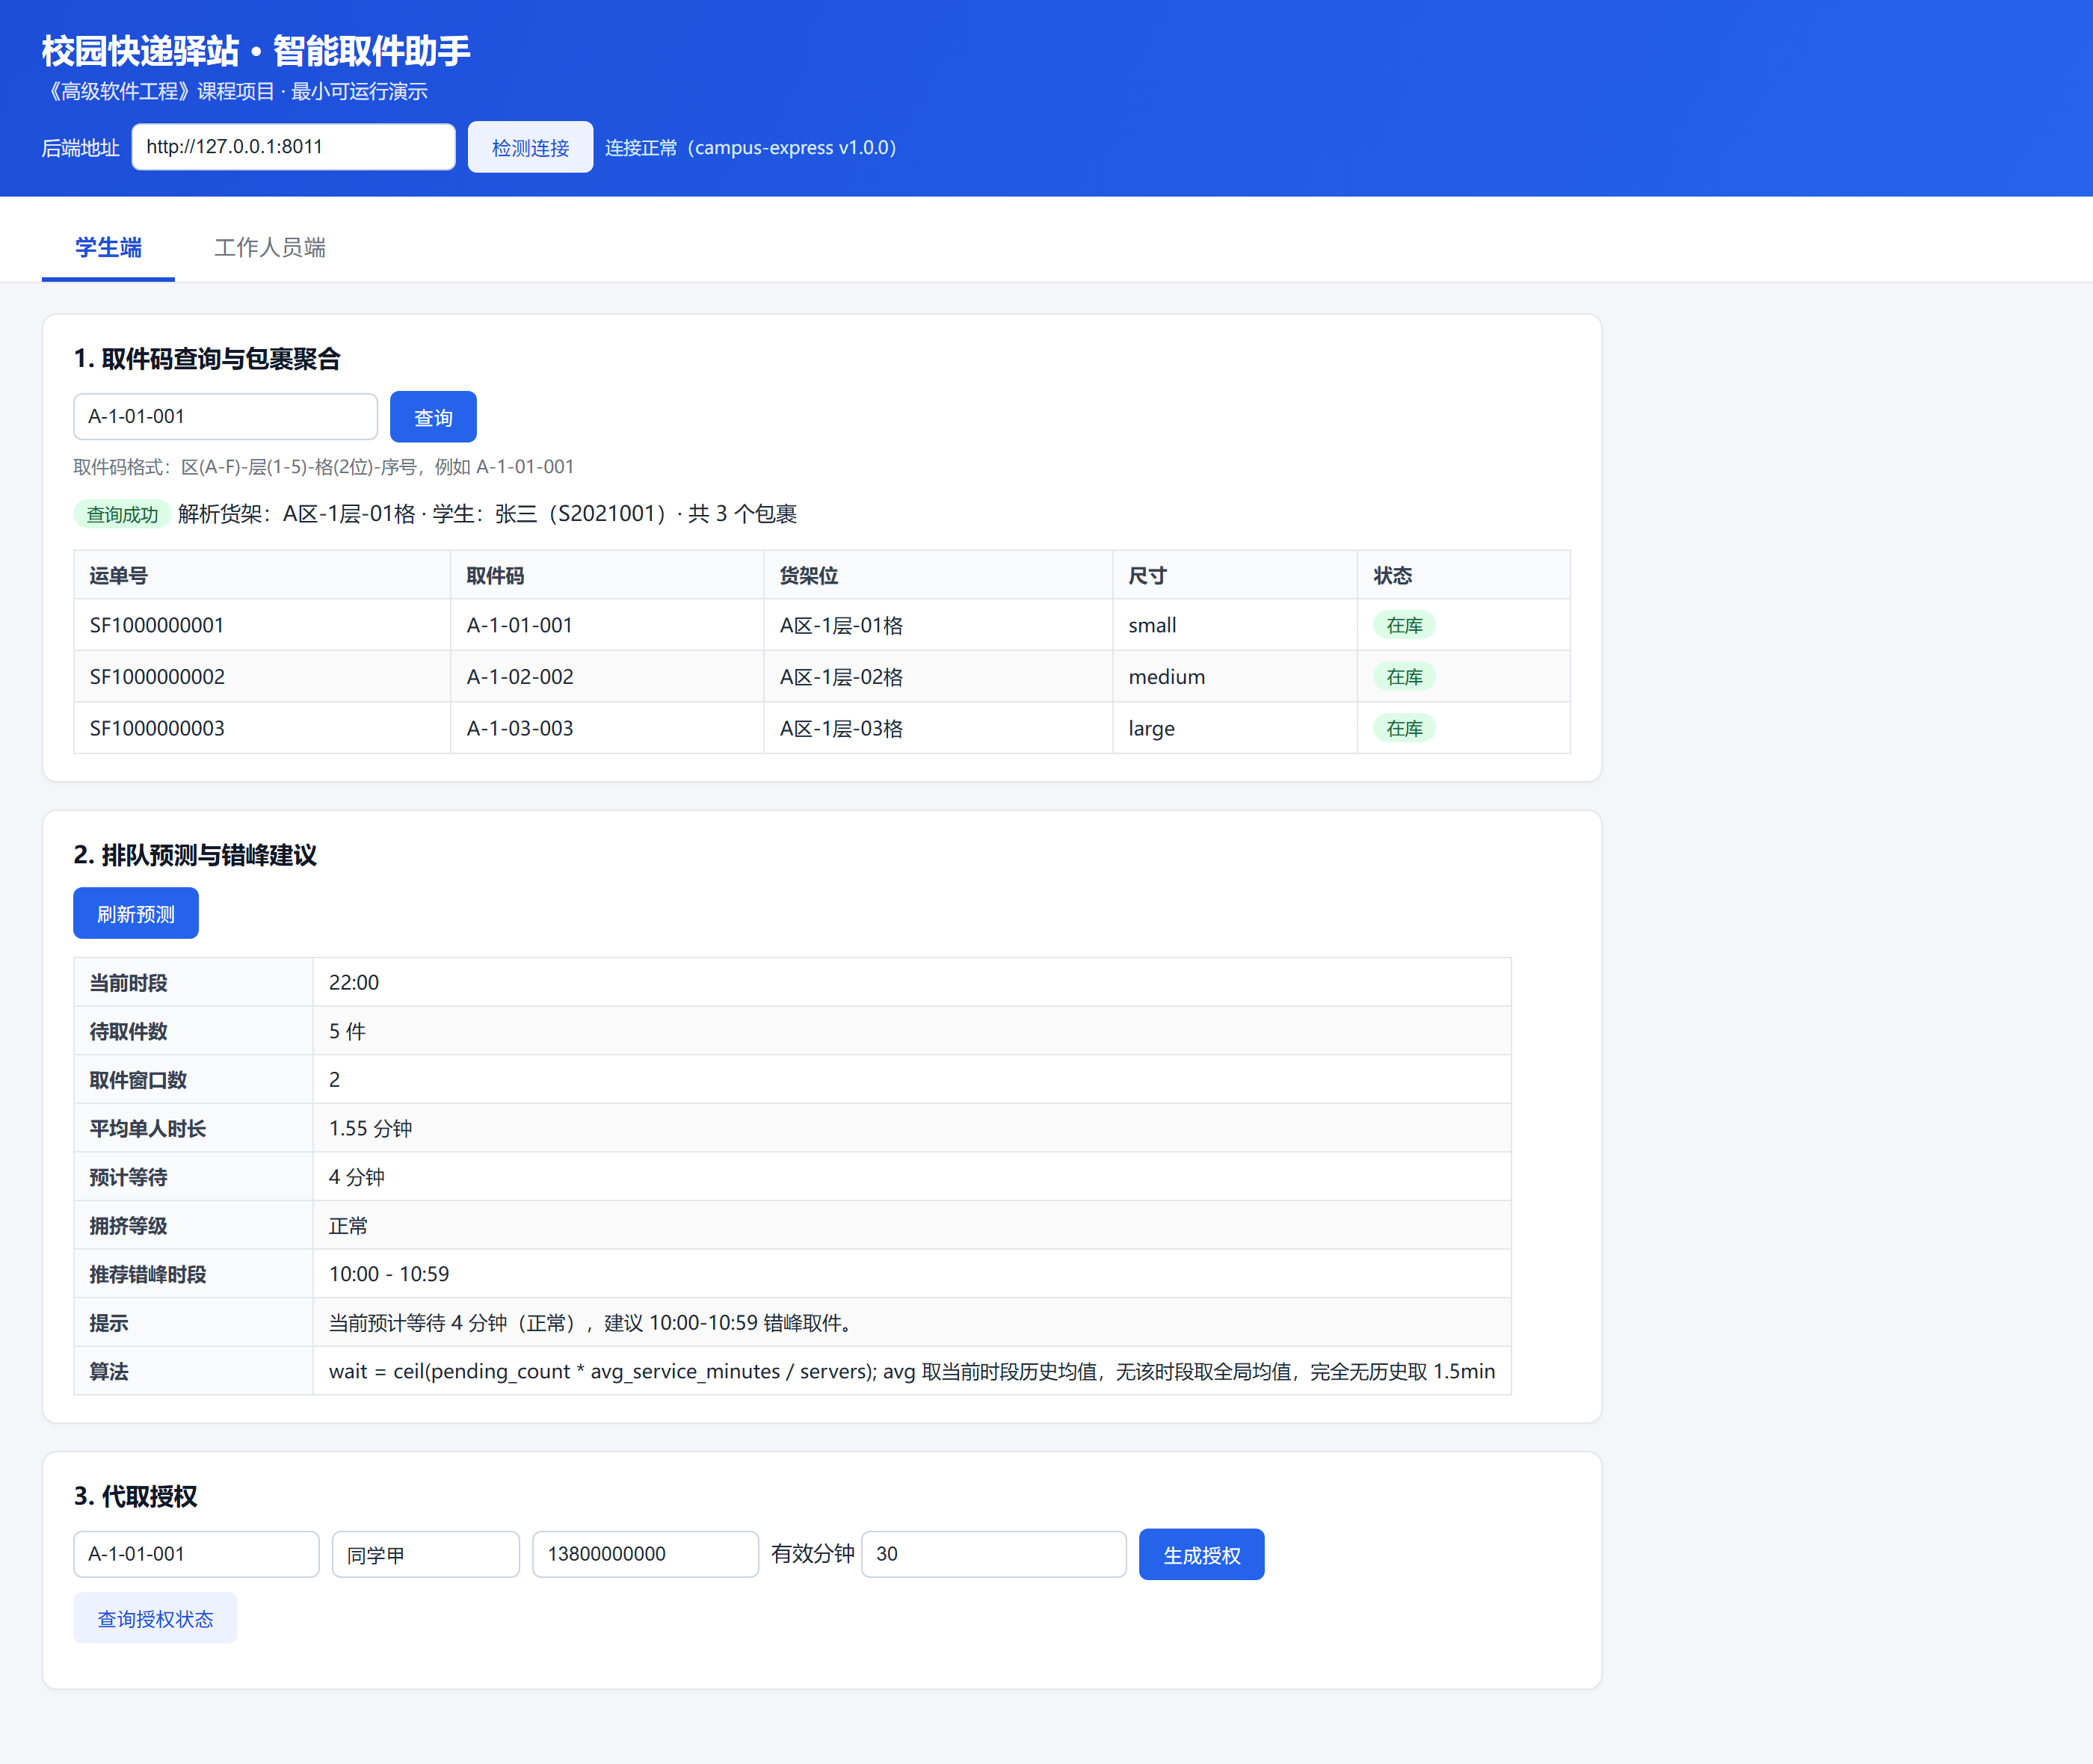 校园快递驿站 · 智能取件助手
《高级软件工程》课程项目 · 最小可运行演示
后端地址 http://127.0.0.1:8011 检测连接 连接正常（campus-express v1.0.0）
学生端 工作人员端
1. 取件码查询与包裹聚合
A-1-01-001 查询
取件码格式：区(A-F)-层(1-5)-格(2位)-序号，例如 A-1-01-001
查询成功 解析货架：A区-1层-01格 · 学生：张三（S2021001）· 共 3 个包裹
运单号 取件码 货架位 尺寸 状态
SF1000000001 A-1-01-001 A区-1层-01格 small 在库
SF1000000002 A-1-02-002 A区-1层-02格 medium 在库
SF1000000003 A-1-03-003 A区-1层-03格 large 在库
2. 排队预测与错峰建议
刷新预测
当前时段 22:00
待取件数 5 件
取件窗口数 2
平均单人时长 1.55 分钟
预计等待 4 分钟
拥挤等级 正常
推荐错峰时段 10:00 - 10:59
提示 当前预计等待 4 分钟（正常），建议 10:00-10:59 错峰取件。
算法 wait = ceil(pending_count * avg_service_minutes / servers); avg 取当前时段历史均值，无该时段取全局均值，完全无历史取 1.5min
3. 代取授权
A-1-01-001 同学甲 13800000000 有效分钟 30 生成授权
查询授权状态